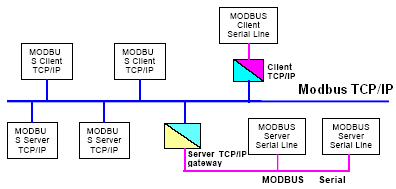 MODBUS
Client
Serial Line
MODBU
S Client
TCP/IP
MODBU
S Client
TCP/IP
Client
TCP/IP
Modbus TCP/IP
MODBU
S Server
TCP/IP
MODBU
S Server
TCP/IP
Server TCP/IP
gateway
MODBUS
Server
Serial Line
MODBUS
Server
Serial Line
MODBUS Serial